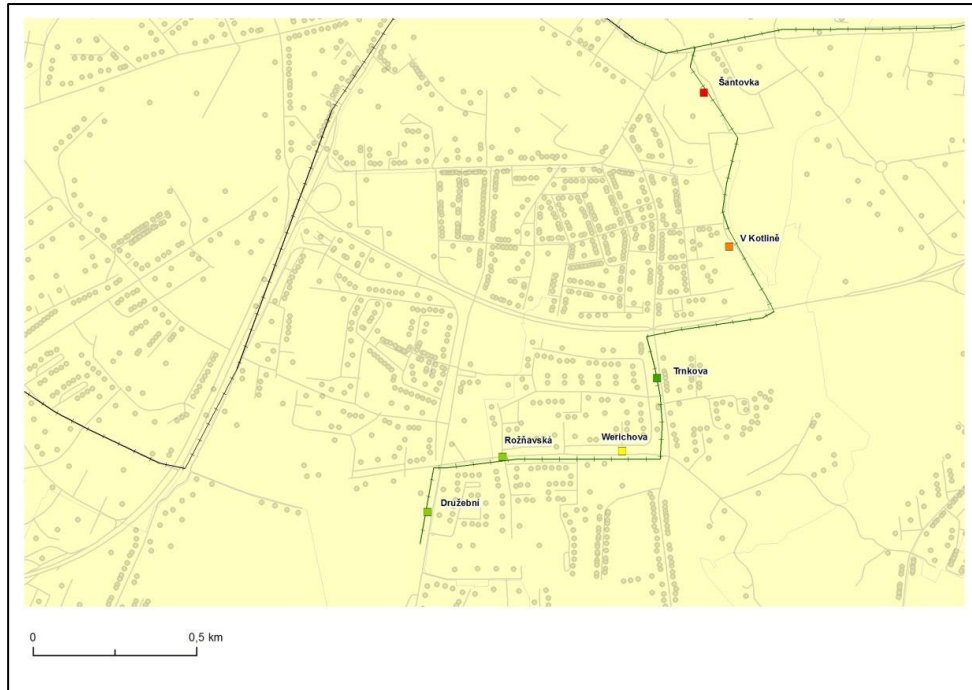 Šantovka
V Kotlině
Trnkova
Werichova
Rožňavská
Družební
0 0,5 km